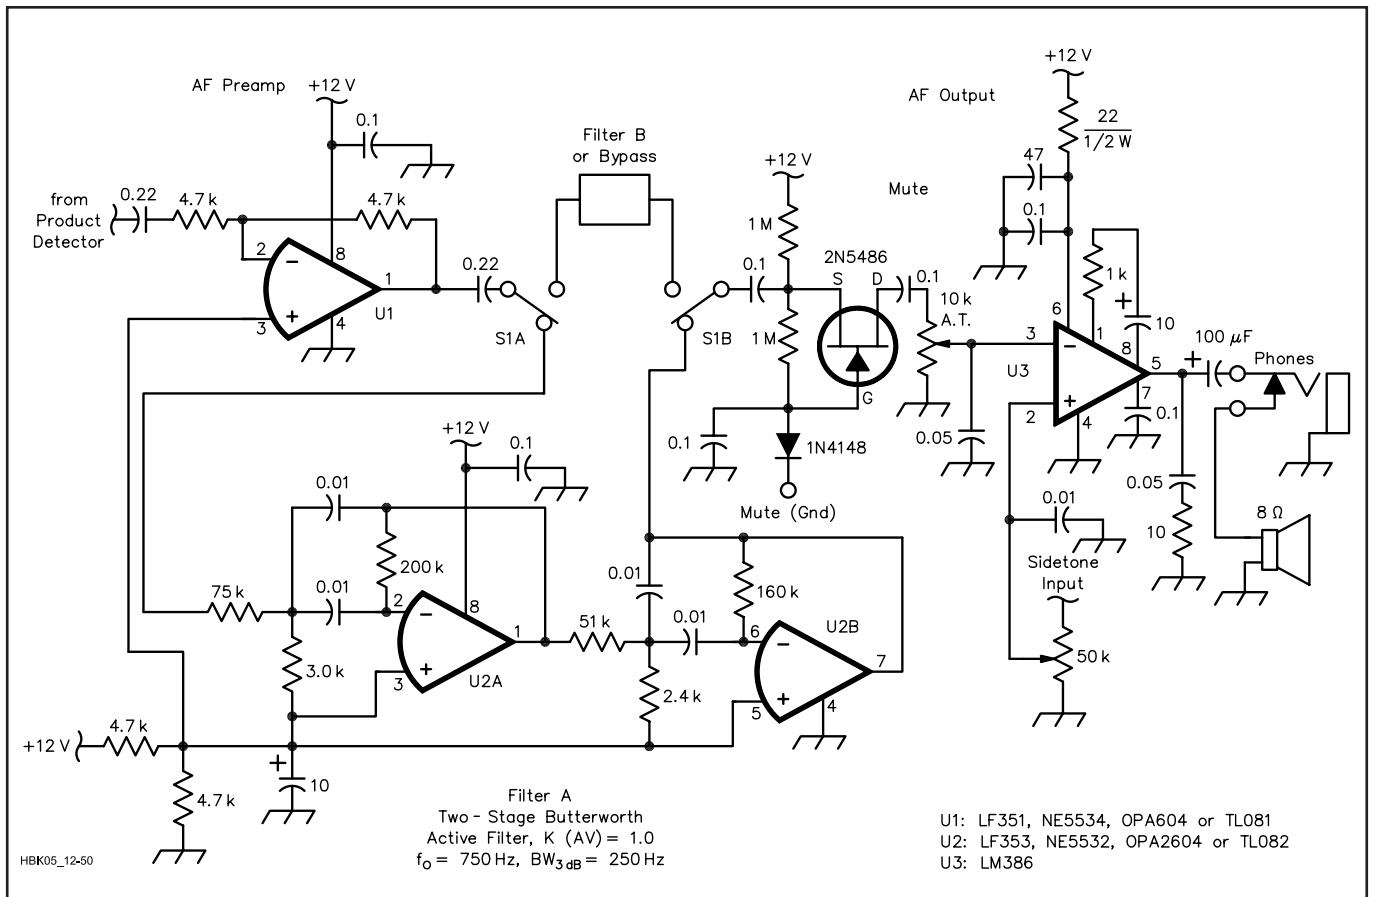 AF Preamp
+12 V
0.1
from
Product
Detector
0.22
4.7 k
4.7 k
2
8
1
3
4
U1
0.22
S1A
Filter B
or Bypass
S1B
0.1
+12 V
1 M
1 M
Mute
2N5486
S
D
G
0.1
10 k
A.T.
0.1
1N4148
Mute (Gnd)
AF Output
+12 V
22
1/2 W
47
0.1
1 k
10
6
1
8
3
5
7
2
4
U3
0.05
0.1
100 µF
Phones
0.05
10
8 Ω
0.01
Sidetone
Input
50 k
+12 V
0.1
0.01
200 k
0.01
75 k
2
8
1
3
U2A
3.0 k
51 k
0.01
0.01
160 k
6
7
5
4
U2B
2.4 k
+12 V
4.7 k
4.7 k
10
Filter A
Two - Stage Butterworth
Active Filter, K (AV) = 1.0
fo = 750 Hz, BW3 dB = 250 Hz
U1: LF351, NE5534, OPA604 or TL081
U2: LF353, NE5532, OPA2604 or TL082
U3: LM386
HBK05_12-50